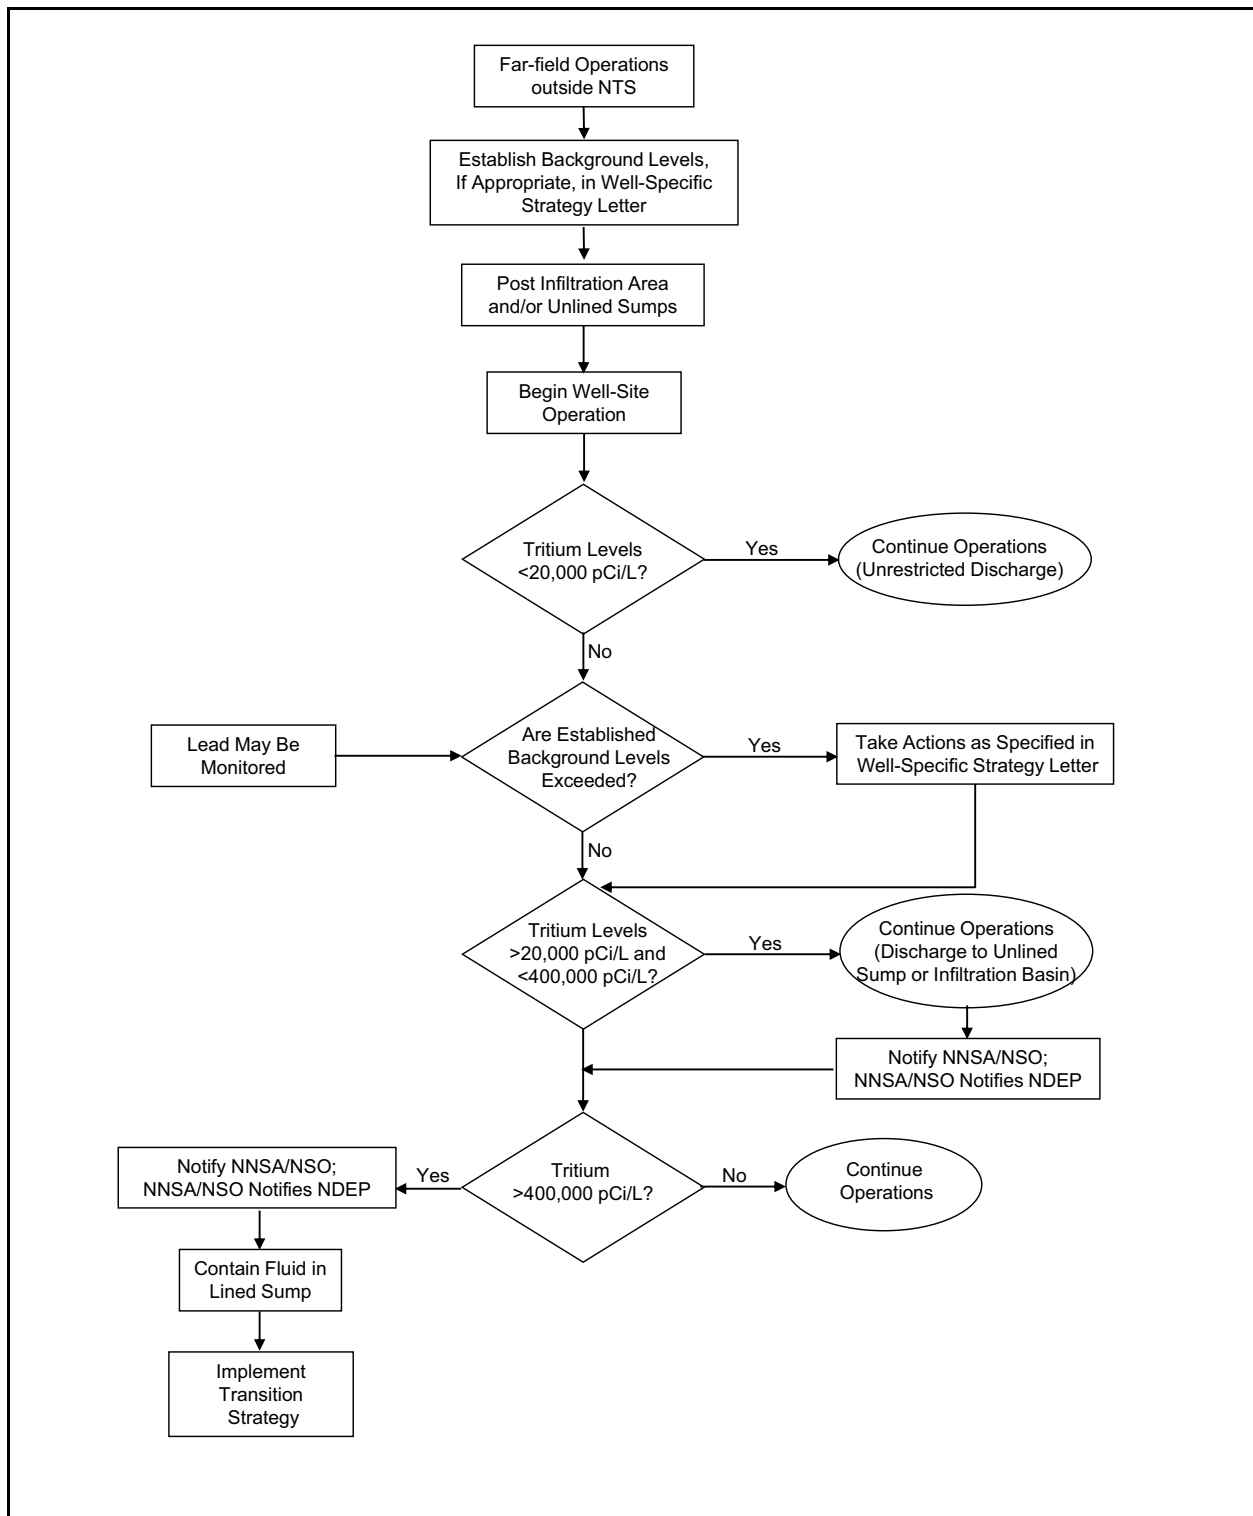 Far-field Operations
outside NTS
Establish Background Levels,
If Appropriate, in Well-Specific
Strategy Letter
Post Infiltration Area
and/or Unlined Sumps
Begin Well-Site
Operation
Tritium Levels
<20,000 pCi/L?
Yes
Continue Operations
(Unrestricted Discharge)
No
Lead May Be
Monitored
Are Established
Background Levels
Exceeded?
Yes
Take Actions as Specified in
Well-Specific Strategy Letter
No
Tritium Levels
>20,000 pCi/L and
<400,000 pCi/L?
Yes
Continue Operations
(Discharge to Unlined
Sump or Infiltration Basin)
Notify NNSA/NSO;
NNSA/NSO Notifies NDEP
Tritium
>400,000 pCi/L?
No
Continue
Operations
Yes
Notify NNSA/NSO;
NNSA/NSO Notifies NDEP
Contain Fluid in
Lined Sump
Implement
Transition
Strategy